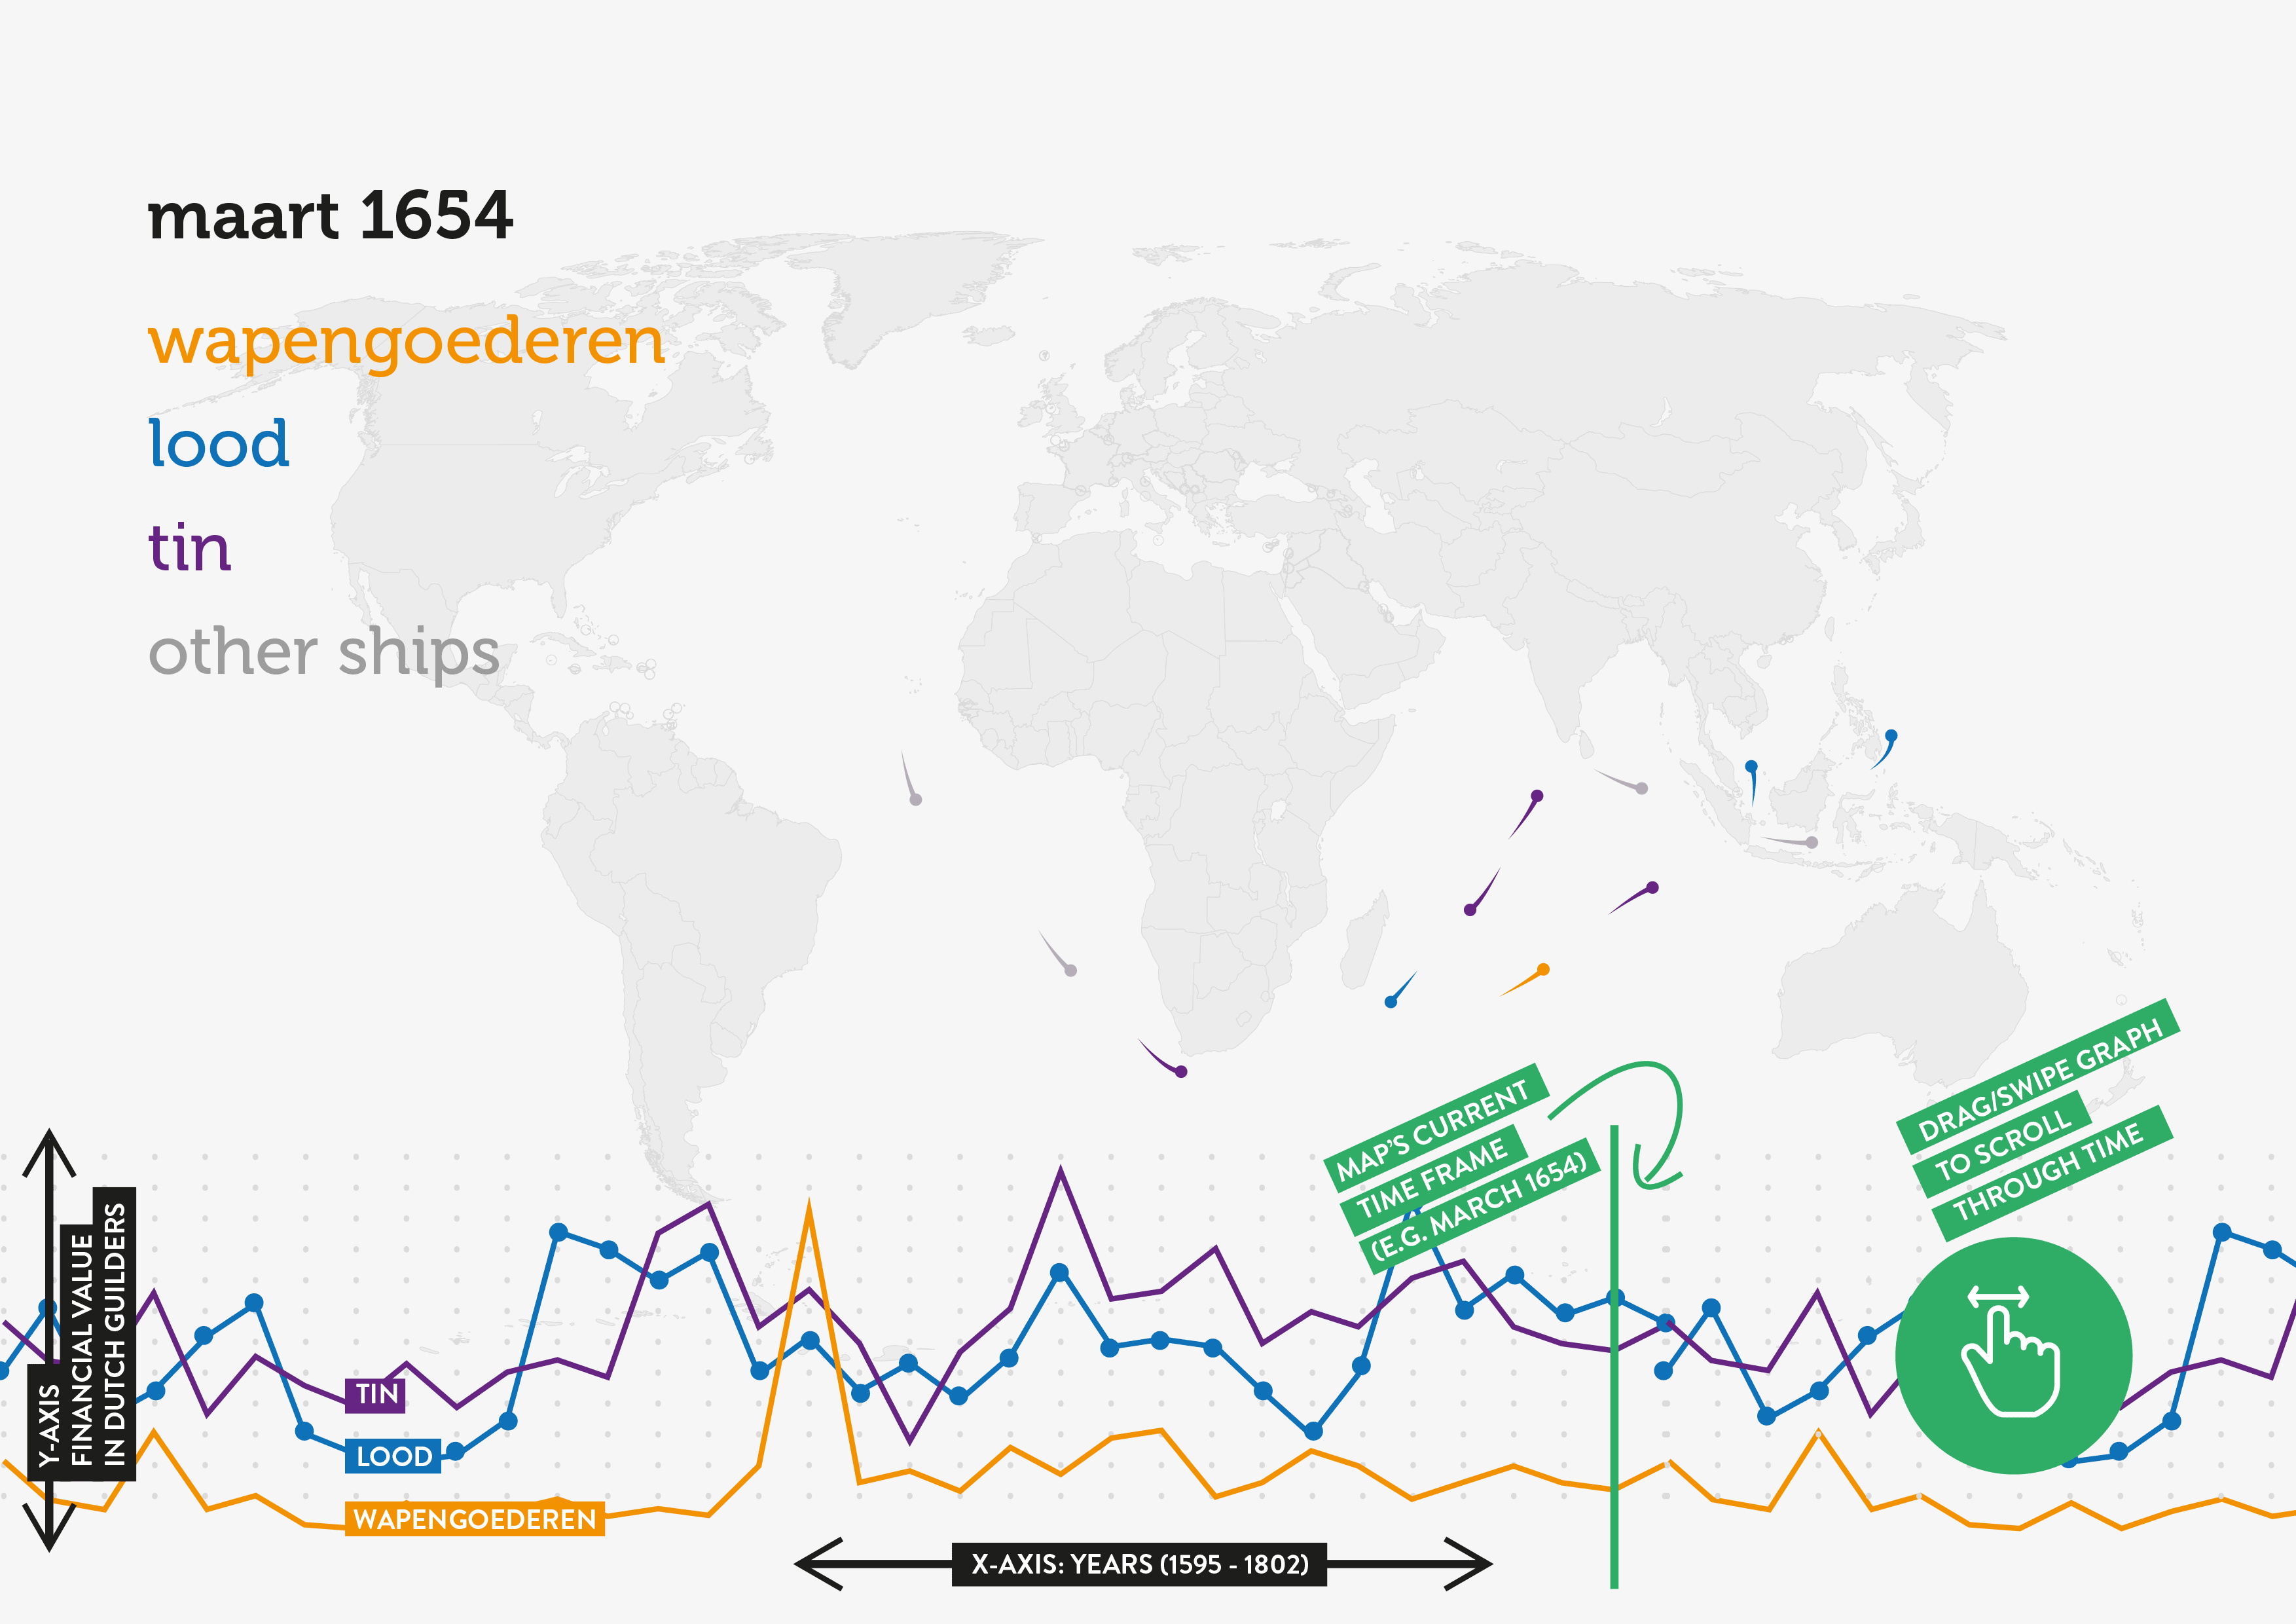 maart 1654
wapengoederen
lood
tin
other ships
MAP'S CURRENT
TIME FRAME
(E.G. MARCH 1654)
DRAG/SWIPE GRAPH
TO SCROLL
THROUGH TIME
Y-AXIS
FINANCIAL VALUE
IN DUTCH GUILDERS
TIN
LOOD
WAPENGOEDEREN
X-AXIS: YEARS (1595 - 1802)